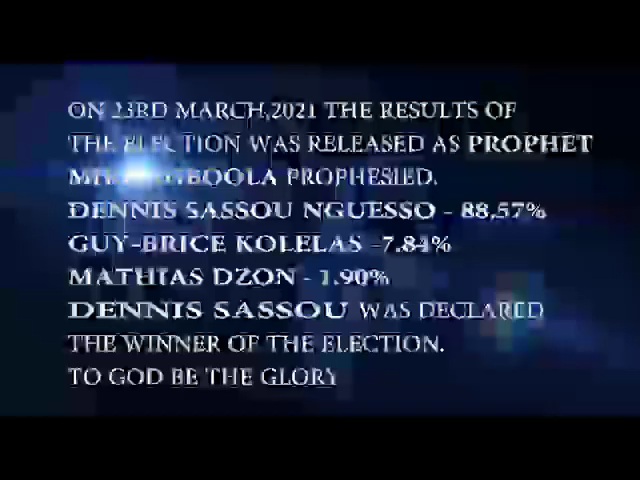 ON 23RD MARCH,2021 THE RESULTS OF
THE ELECTION WAS RELEASED AS PROPHET
PROPHESIED.
DENNIS SASSOU NGUESSO - 88,57%
GUY-BRICE KOLELAS -7.84%
MATHIAS DZON - 1.90%
DENNIS SASSOU WAS DECLARED
THE WINNER OF THE ELECTION.
TO GOD BE THE GLORY